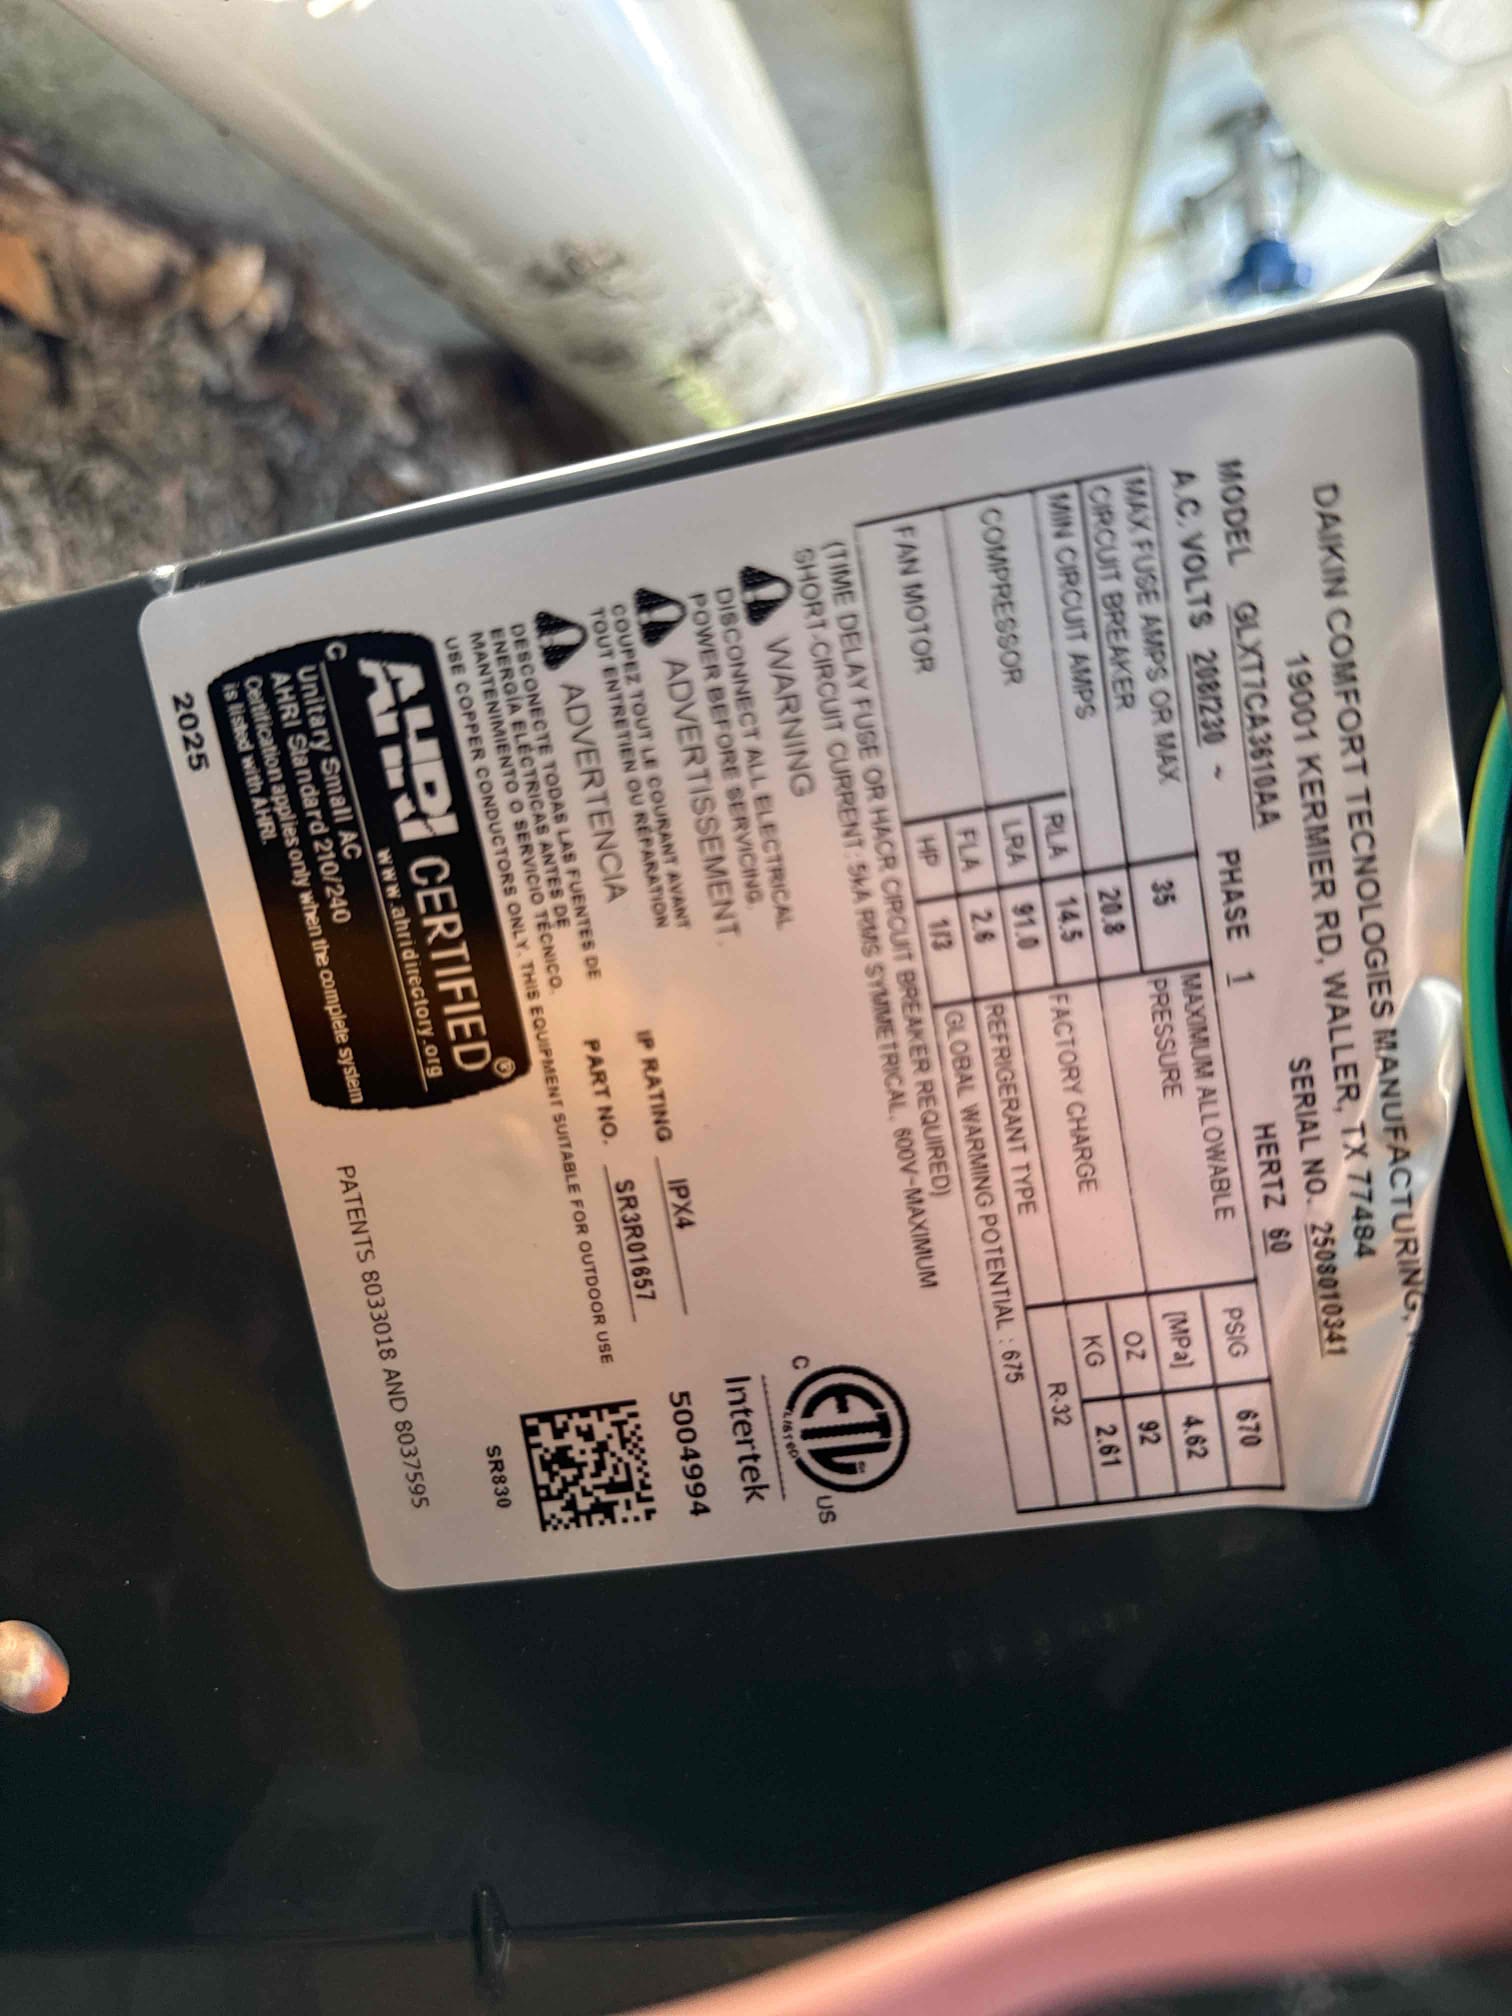 DAIKIN COMFORT TECNOLOGIES MANUFACTURING,
19001 KERMIER RD, WALLER, TX 77484
SERIAL NO. 2508010341
MODEL GLXT7CA3610AA PHASE 1 HERTZ 60
A.C. VOLTS 208/230 ~
MAX FUSE AMPS OR MAX CIRCUIT BREAKER 35
MIN CIRCUIT AMPS 20.8
COMPRESSOR RLA 14.5
LRA 91.0
FAN MOTOR FLA 2.6
HP 1/3
MAXIMUM ALLOWABLE PRESSURE PSIG 670
[MPa] 4.62
FACTORY CHARGE OZ 92
KG 2.61
REFRIGERANT TYPE R-32
GLOBAL WARMING POTENTIAL : 675
(TIME DELAY FUSE OR HACR CIRCUIT BREAKER REQUIRED)
SHORT-CIRCUIT CURRENT: 5kA RMS SYMMETRICAL, 600V~MAXIMUM
WARNING
DISCONNECT ALL ELECTRICAL
POWER BEFORE SERVICING.
ADVERTISSEMENT.
COUPEZ TOUT LE COURANT AVANT
TOUT ENTRETIEN OU RÉPARATION
ADVERTENCIA
DESCONECTE TODAS LAS FUENTES DE
ENERGÍA ELÉCTRICAS ANTES DE
MANTENIMIENTO O SERVICIO TÉCNICO.
USE COPPER CONDUCTORS ONLY. THIS EQUIPMENT SUITABLE FOR OUTDOOR USE
IP RATING IPX4
PART NO. SR3R01657
C ETL US
LISTED
Intertek
5004994
SR830
AHRI CERTIFIED®
www.ahridirectory.org
C
Unitary Small AC
AHRI Standard 210/240
Certification applies only when the complete system
is listed with AHRI.
PATENTS 8033018 AND 8037595
2025